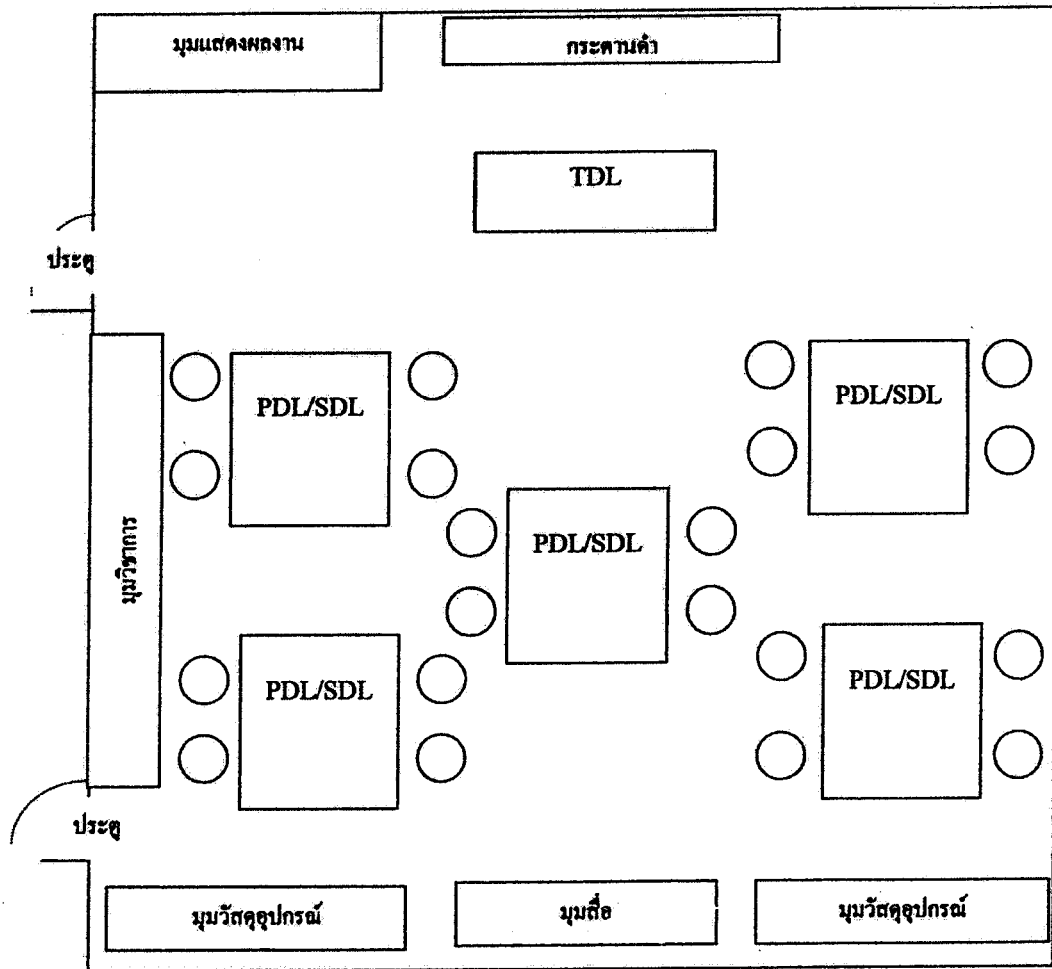 มุมแสดงผลงาน
กระดานดำ
TDL
ประตู
PDL/SDL
PDL/SDL
PDL/SDL
มุมวิชาการ
PDL/SDL
PDL/SDL
ประตู
มุมวัสดุอุปกรณ์
มุมสื่อ
มุมวัสดุอุปกรณ์